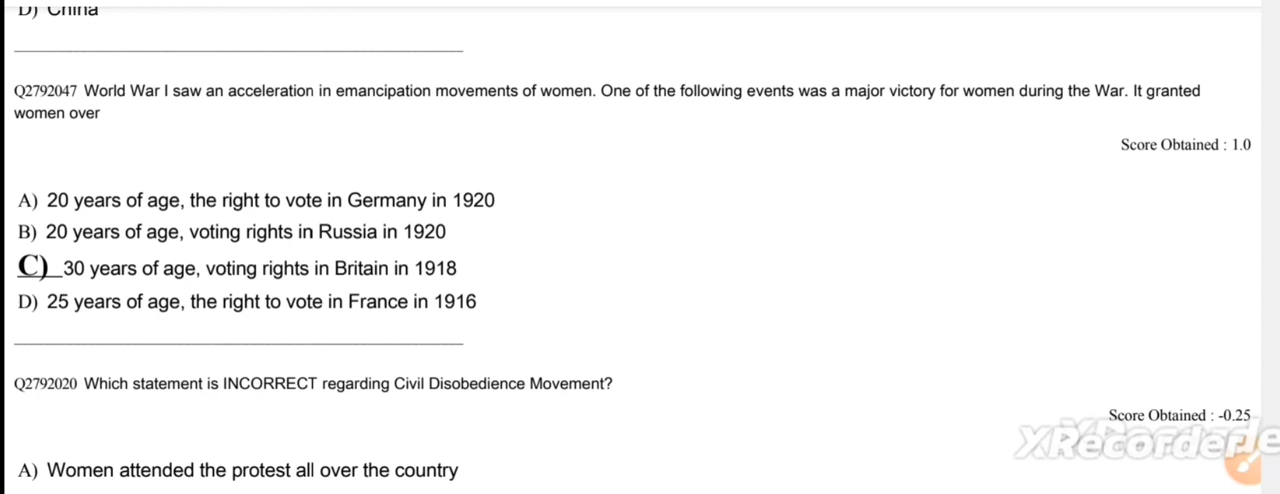 D) China
Q2792047 World War I saw an acceleration in emancipation movements of women. One of the following events was a major victory for women during the War. It granted
women over
Score Obtained : 1.0
A) 20 years of age, the right to vote in Germany in 1920
B) 20 years of age, voting rights in Russia in 1920
C) 30 years of age, voting rights in Britain in 1918
D) 25 years of age, the right to vote in France in 1916
Q2792020 Which statement is INCORRECT regarding Civil Disobedience Movement?
Score Obtained : -0.25
XRecorder
A) Women attended the protest all over the country